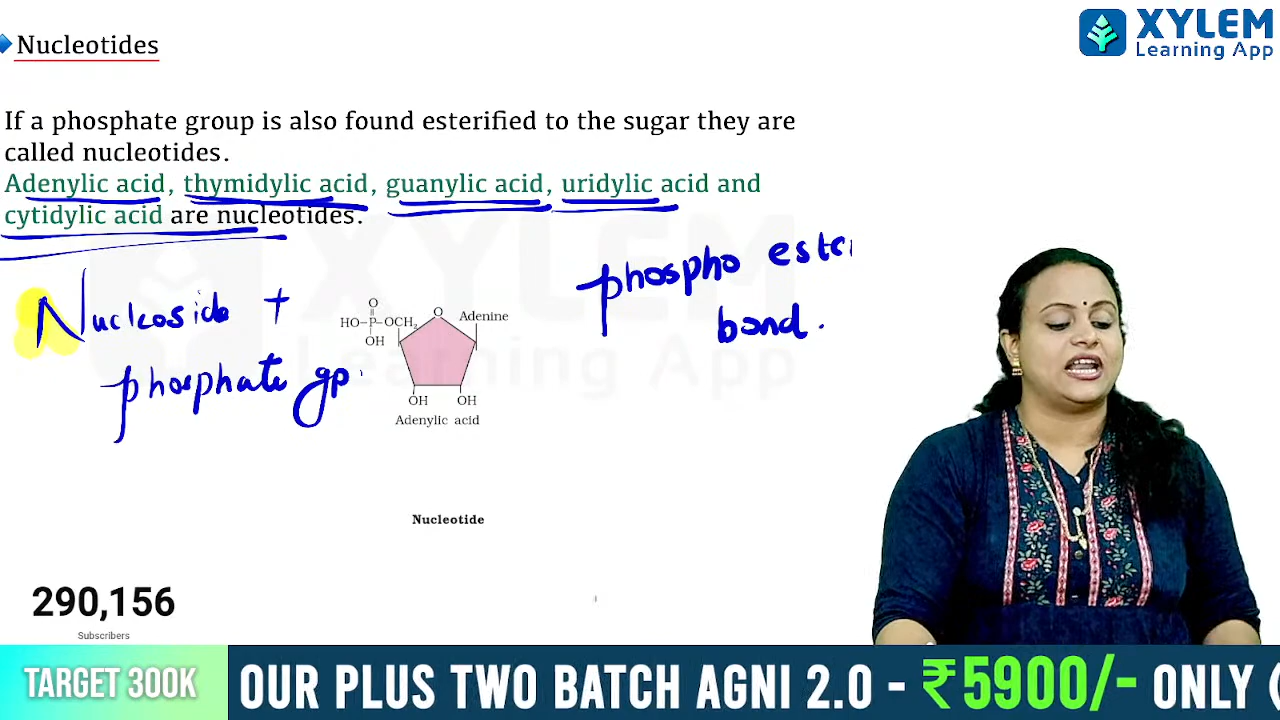 Nucleotides
XYLEM
Learning App
If a phosphate group is also found esterified to the sugar they are
called nucleotides.
Adenylic acid, thymidylic acid, guanylic acid, uridylic acid and
cytidylic acid are nucleotides.
Nucleoside +
phosphate gp.
phospho ester
bond.
O
HO–P–OCH₂
OH
O
Adenine
OH OH
Adenylic acid
Nucleotide
290,156
Subscribers
TARGET 300K
OUR PLUS TWO BATCH AGNI 2.0 - ₹5900/- ONLY (
XYLEM
Learning App